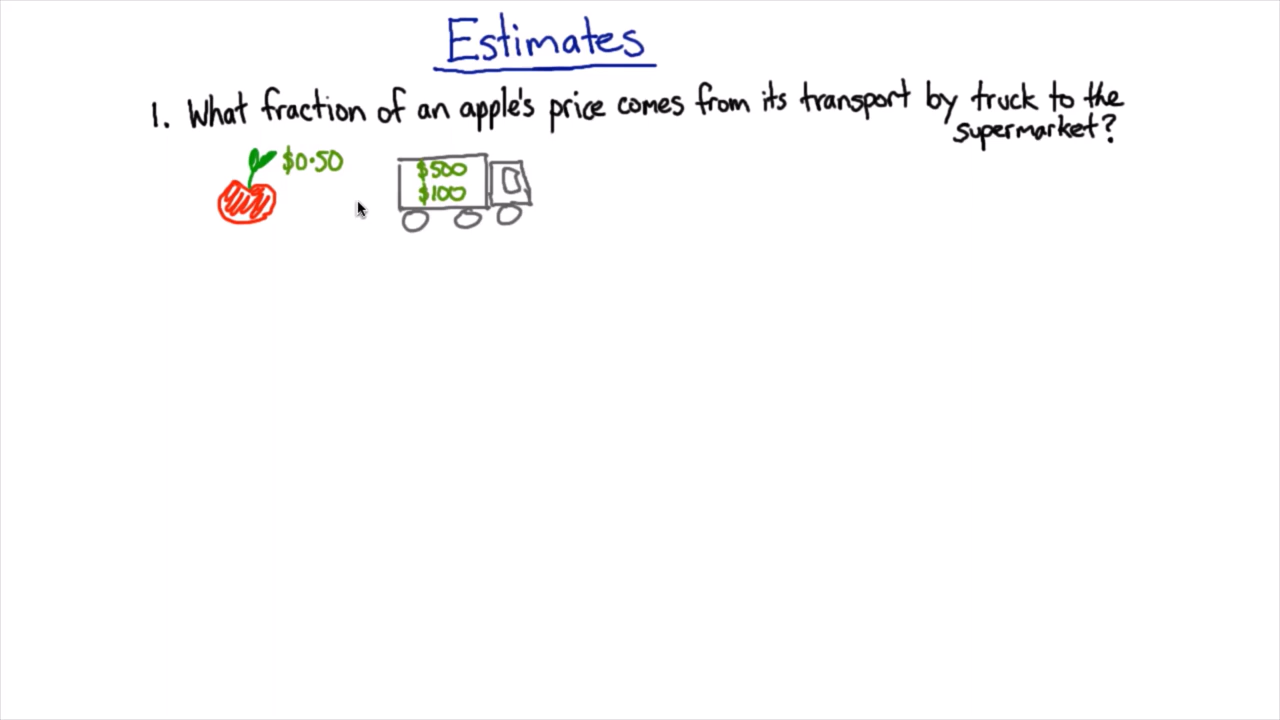 Estimates
1. What fraction of an apple's price comes from its transport by truck to the
supermarket?
$0.50
$500
$100